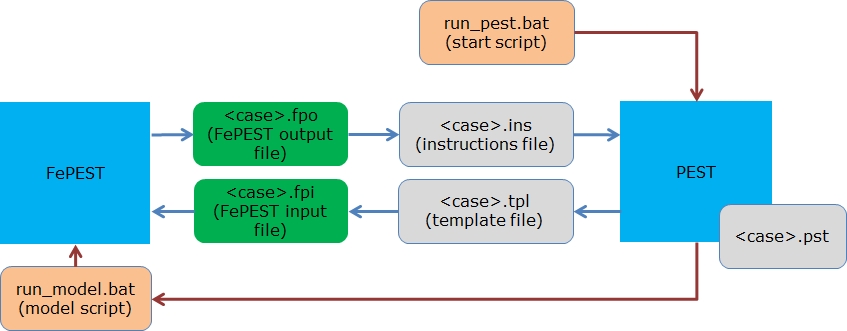 run_pest.bat
(start script)
FePEST
<case>.fpo
(FePEST output
file)
<case>.ins
(instructions file)
PEST
<case>.fpi
(FePEST input
file)
<case>.tpl
(template file)
<case>.pst
run_model.bat
(model script)